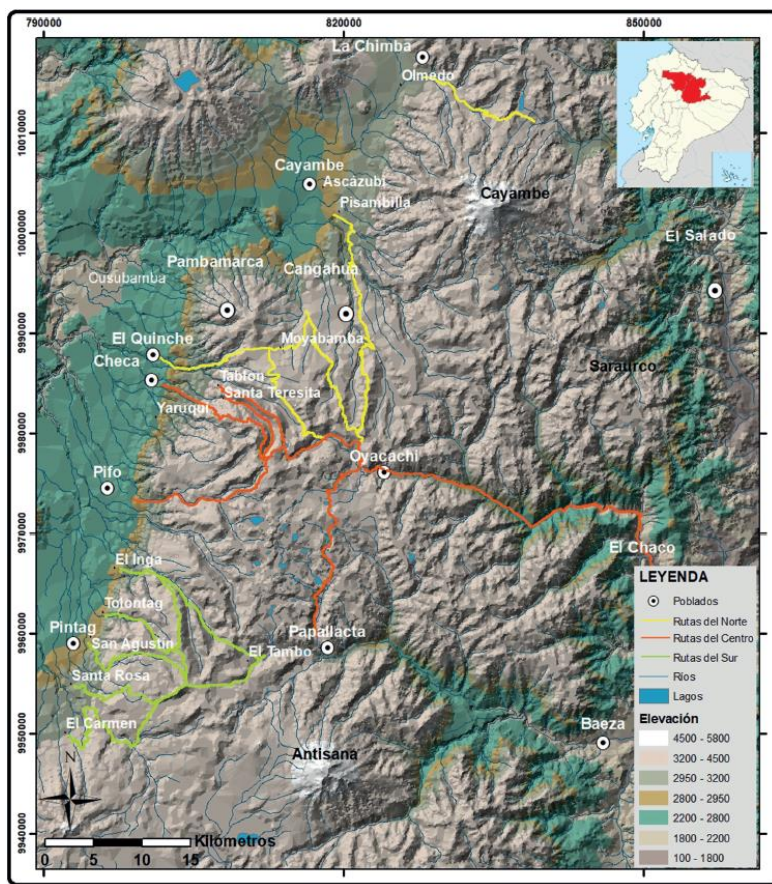 790000
820000
850000
10010000
10000000
9990000
9980000
9970000
9960000
9950000
9940000
La Chimba
Olmedo
Cayambe
Ascázubi
Pisambilla
Cayambe
El Salado
Pambamarca
Cangahua
Cusubamba
El Quinche
Moyabamba
Checa
Tablon
Santa Teresita
Saraurco
Yaruqui
Oyacachi
Pifo
El Chaco
El Inga
Tolontag
Pintag
San Agustin
El Tambo
Papallacta
Santa Rosa
El Carmen
Baeza
Antisana
LEYENDA
Poblados
Rutas del Norte
Rutas del Centro
Rutas del Sur
Rios
Lagos
Elevación
4500 - 5800
3200 - 4500
2950 - 3200
2800 - 2950
2200 - 2800
1800 - 2200
100 - 1800
Kilómetros
0 5 10 15